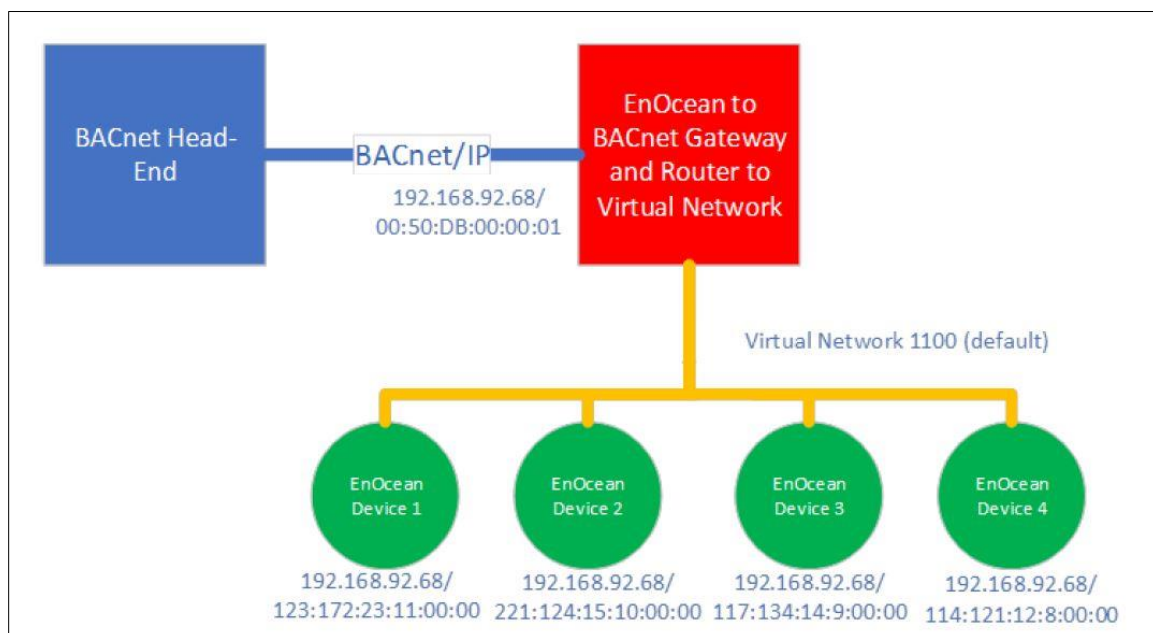 BACnet Head-
End
BACnet/IP
192.168.92.68/
00:50:DB:00:00:01
EnOcean to
BACnet Gateway
and Router to
Virtual Network
Virtual Network 1100 (default)
EnOcean
Device 1
EnOcean
Device 2
EnOcean
Device 3
EnOcean
Device 4
192.168.92.68/
123:172:23:11:00:00
192.168.92.68/
221:124:15:10:00:00
192.168.92.68/
117:134:14:9:00:00
192.168.92.68/
114:121:12:8:00:00